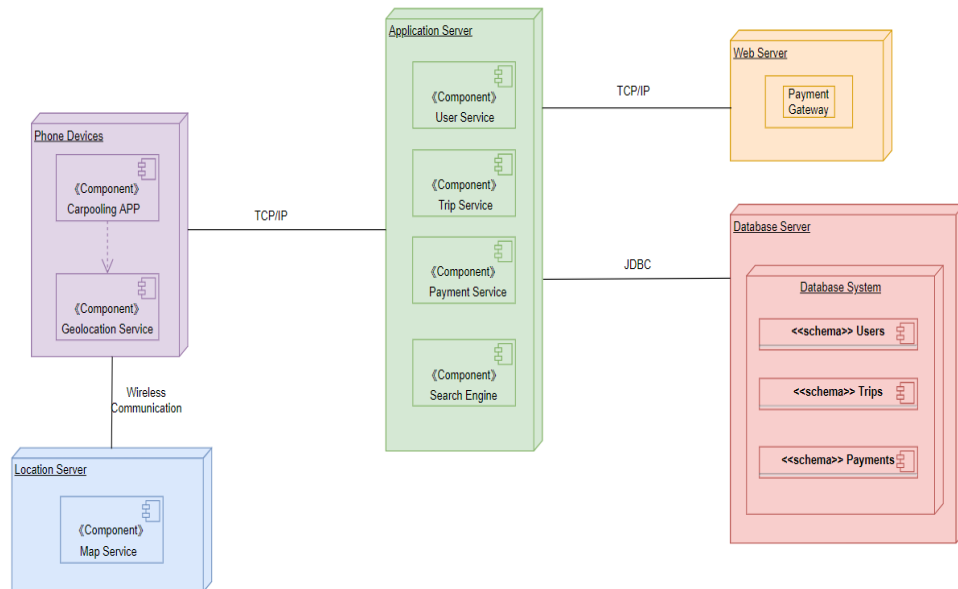 Application Server
《Component》
User Service
《Component》
Trip Service
《Component》
Payment Service
《Component》
Search Engine
TCP/IP
Web Server
Payment
Gateway
Phone Devices
《Component》
Carpooling APP
《Component》
Geolocation Service
TCP/IP
JDBC
Database Server
Database System
<<schema>> Users
<<schema>> Trips
<<schema>> Payments
Wireless
Communication
Location Server
《Component》
Map Service